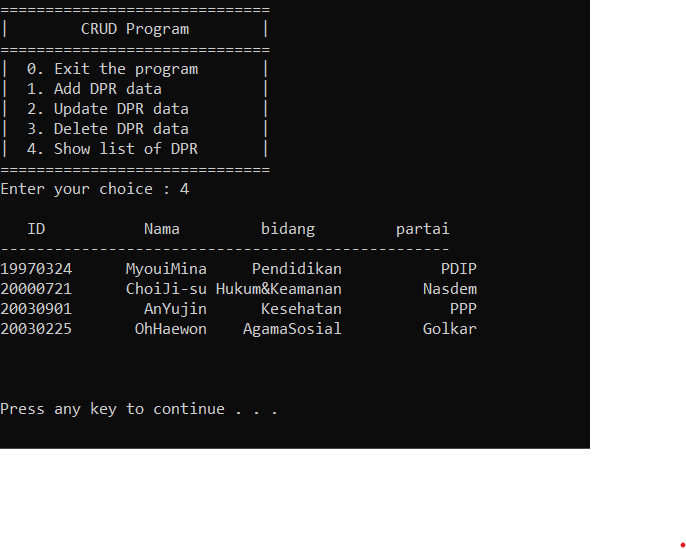 ==============================
|        CRUD Program        |
==============================
|  0. Exit the program       |
|  1. Add DPR data           |
|  2. Update DPR data        |
|  3. Delete DPR data        |
|  4. Show list of DPR       |
==============================
Enter your choice : 4

   ID           Nama         bidang         partai
--------------------------------------------------
19970324      MyouiMina     Pendidikan           PDIP
20000721      ChoiJi-su Hukum&Keamanan         Nasdem
20030901        AnYujin      Kesehatan            PPP
20030225       OhHaewon    AgamaSosial         Golkar

Press any key to continue . . .